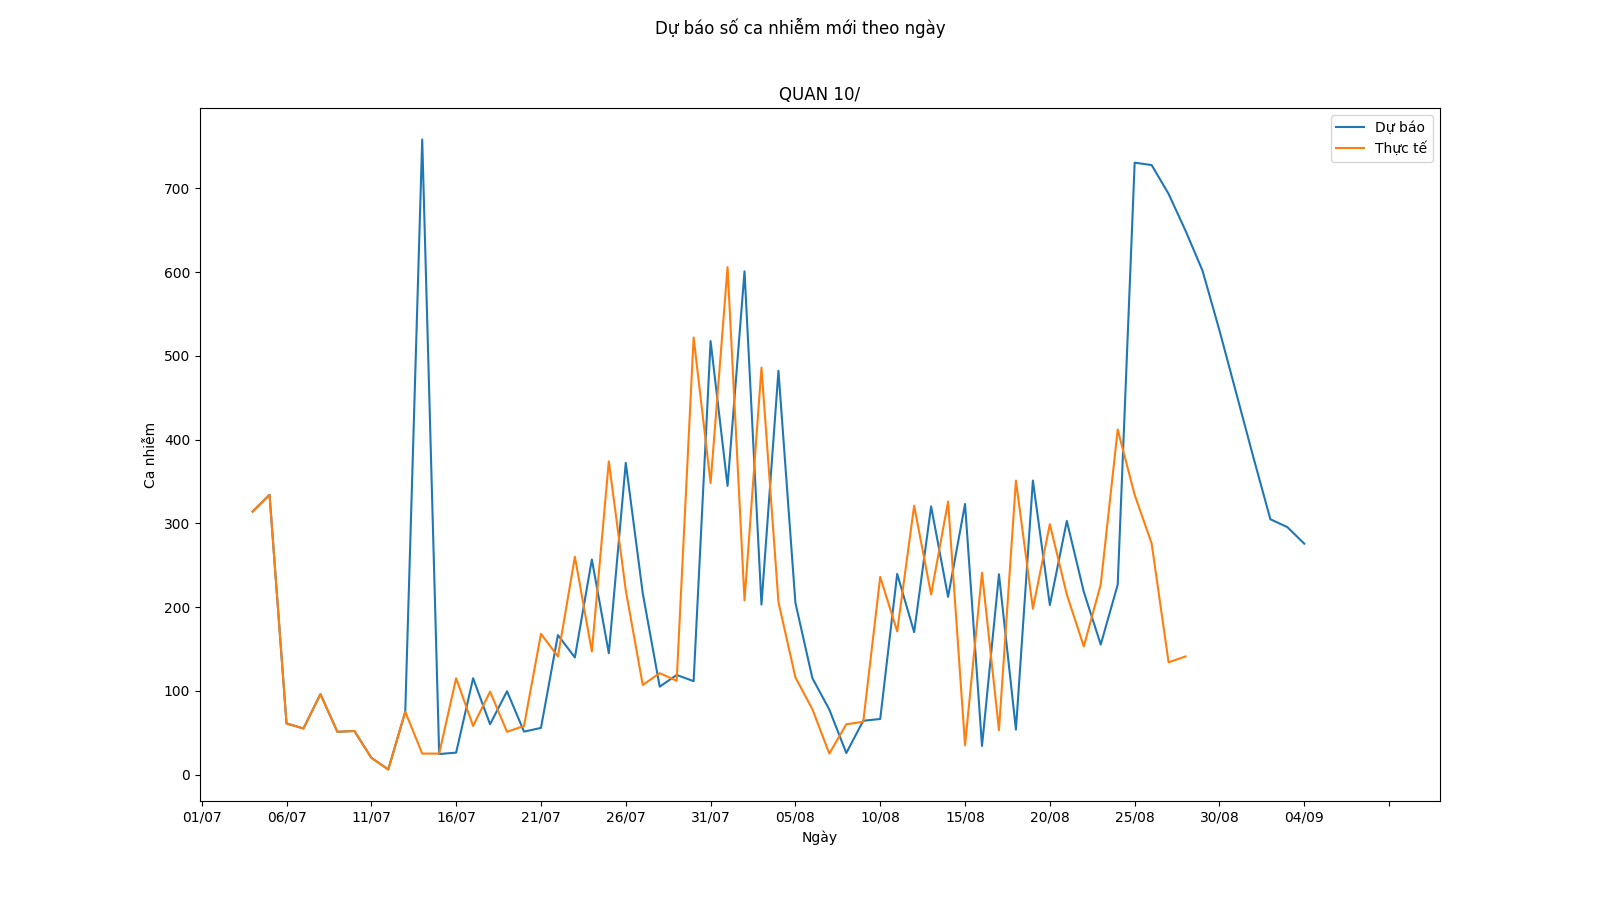 Dự báo số ca nhiễm mới theo ngày
QUAN 10/
Dự báo
Thực tế
700
600
500
400
300
200
100
0
Ca nhiễm
01/07 06/07 11/07 16/07 21/07 26/07 31/07 05/08 10/08 15/08 20/08 25/08 30/08 04/09
Ngày